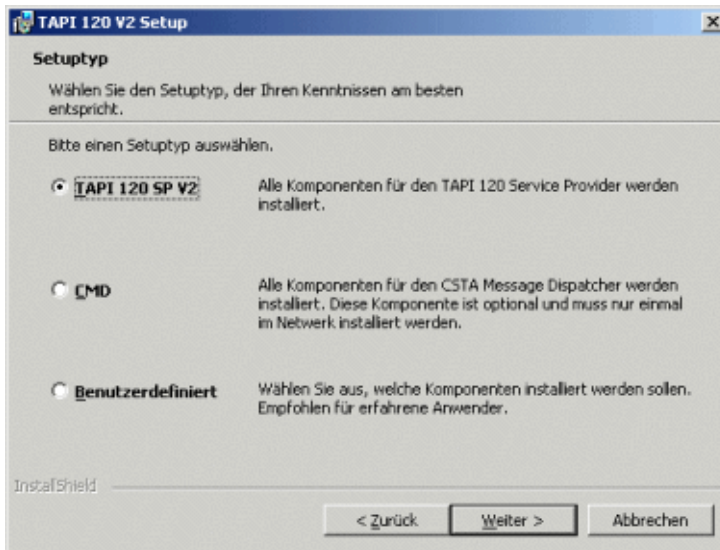 TAPI 120 V2 Setup
Setuptyp
Wählen Sie den Setuptyp, der Ihren Kenntnissen am besten
entspricht.
Bitte einen Setuptyp auswählen.
TAPI 120 SP V2
Alle Komponenten für den TAPI 120 Service Provider werden
installiert.
CMD
Alle Komponenten für den CSTA Message Dispatcher werden
installiert. Diese Komponente ist optional und muss nur einmal
im Netwerk installiert werden.
Benutzerdefiniert
Wählen Sie aus, welche Komponenten installiert werden sollen.
Empfohlen für erfahrene Anwender.
InstallShield
< Zurück
Weiter >
Abbrechen